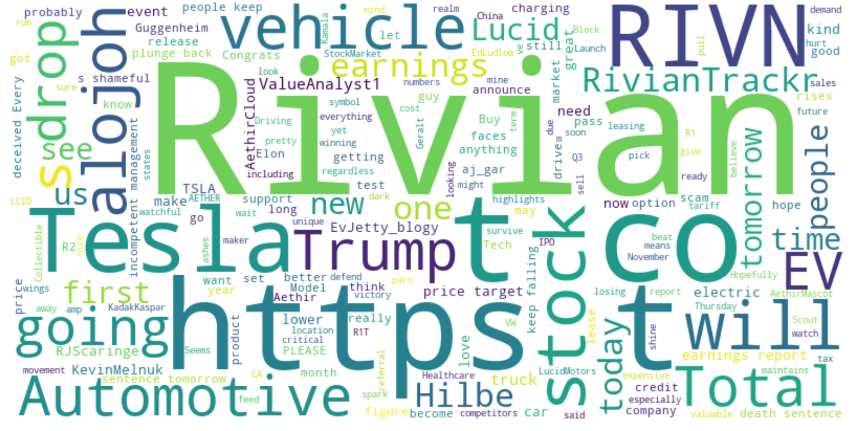 probably event people keep realm mind let Lucid charging Block RIVN demand
run s Guggenheim vehicle Kamala StockMarket still EdLudlow China great Launch pull kind hurt good
got drop shameful plunge back release earnings ve mine market announce RivianTrackr
deceived Every alojoh Congrats look ValueAnalyst1 numbers Buy need pass rises sales
know Rivian symbol cost guy faces soon leasing R1 future
sure see AethirCloud Driving everything yet Geralt term anything due drive pick give people
s incompetent management pretty winning getting aj_gar looking Q3 ready believe tomorrow
us states Elon including regardless test dark might sell now option scam
LCID make TSLA support long new one highlights may stock tariff hope time
watchful AETHER wait go unique EvJetty_blogy Tech survive IPO beat means November EV
Collectible R2 nice Tesla ashes maker Trump t co Hopefully AethirMascot
price wings first away amp KadakKaspar want set better defend Model think price target keep falling electric losing report Thursday Scout
going year Aethir victory part lower location critical really R1T shine watch
RJScaringe Seems product https VW LucidMotors lease today t will tax
movement KevinMelnuk PLEASE love truck earnings report expensive maintains
sentence tomorrow CA month spark Healthcare Hilbe car credit Total
Automotive feed referral figure become competitors said especially company valuable death sentence